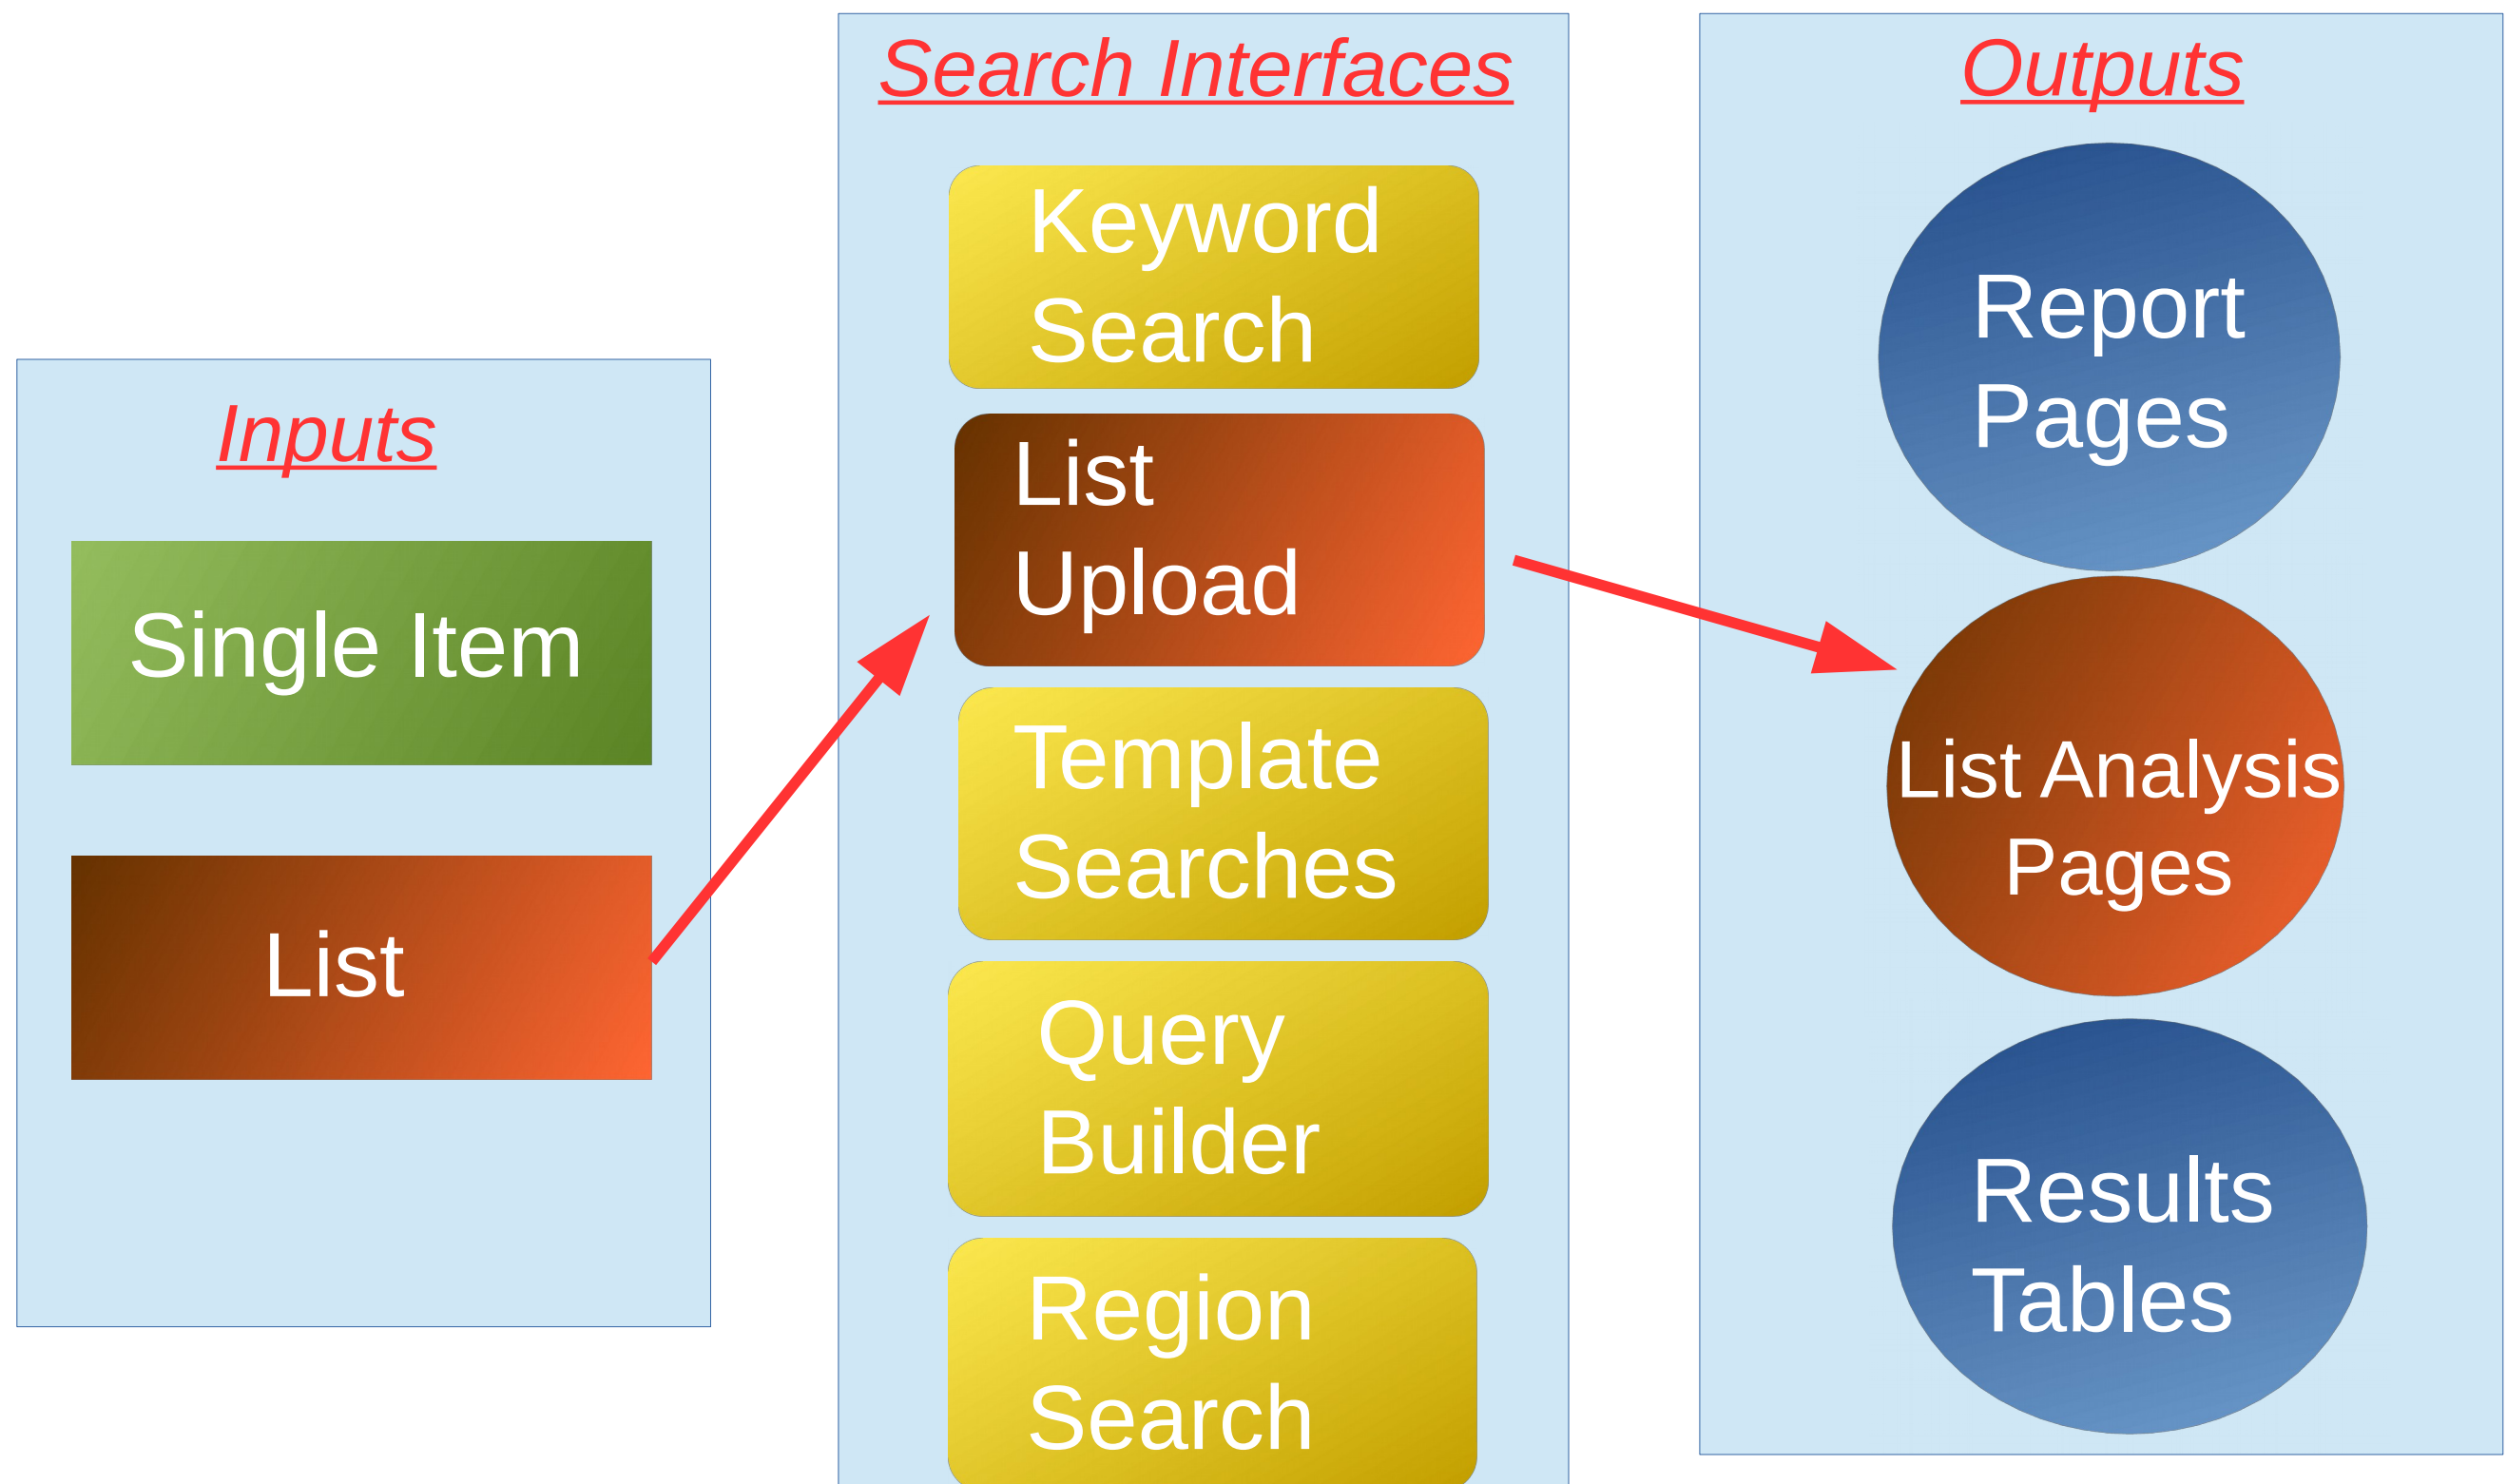 Inputs
Single Item
List
Search Interfaces
Keyword
Search
List
Upload
Template
Searches
Query
Builder
Region
Search
Outputs
Report
Pages
List Analysis
Pages
Results
Tables